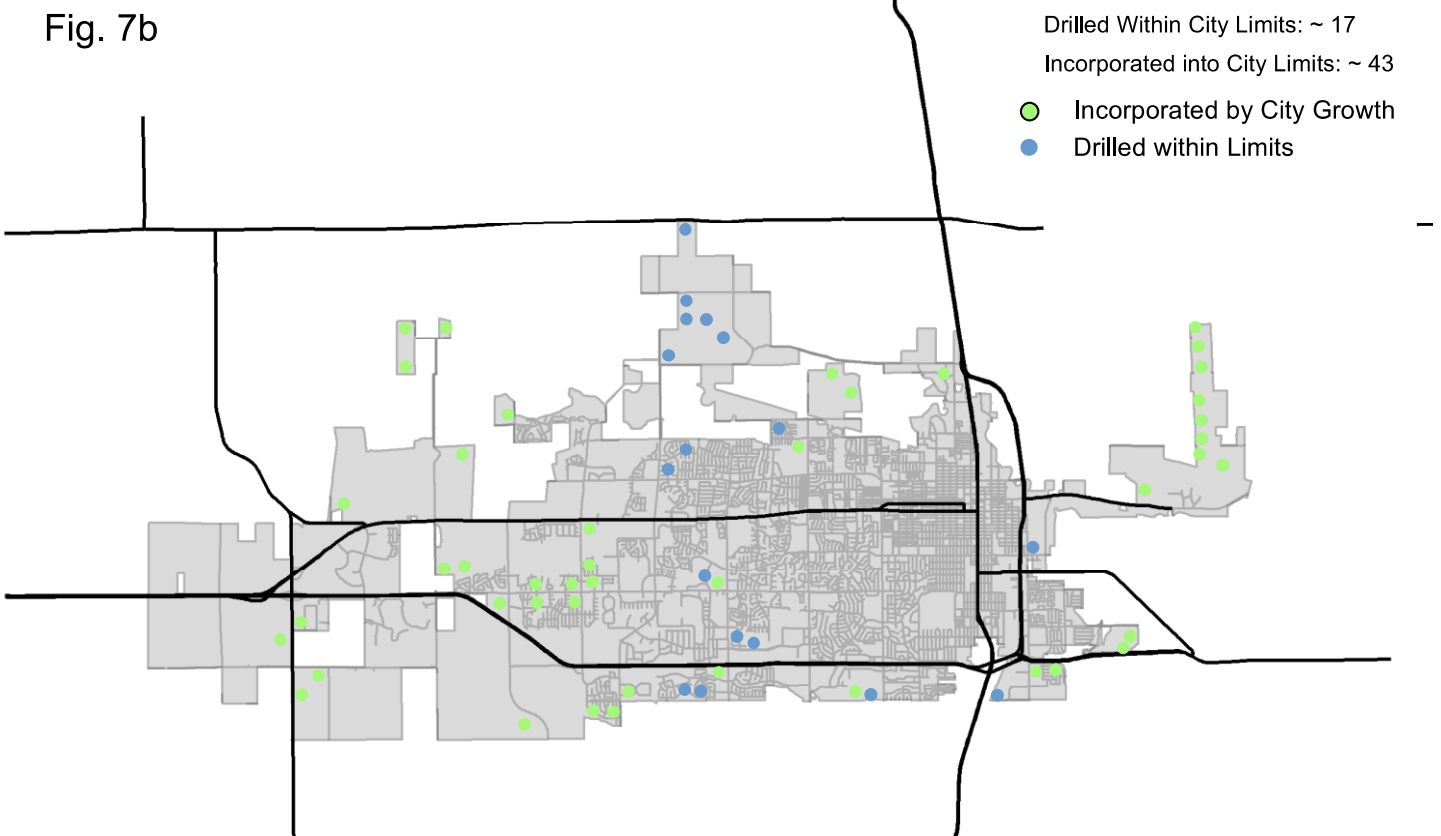 Fig. 7b
Drilled Within City Limits: ~ 17
Incorporated into City Limits: ~ 43
Incorporated by City Growth
Drilled within Limits